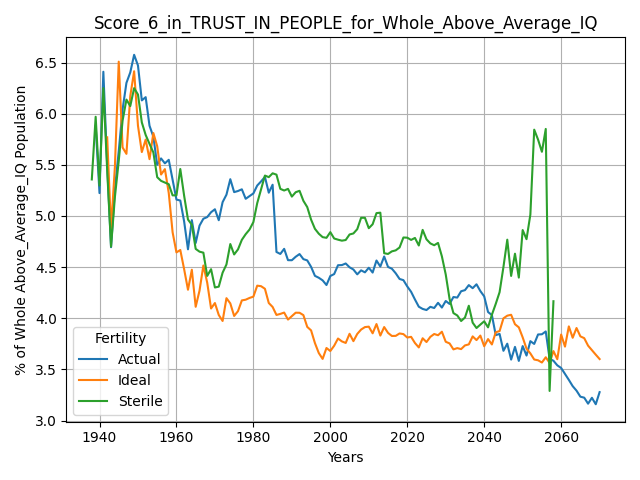 Score_6_in_TRUST_IN_PEOPLE_for_Whole_Above_Average_IQ
% of Whole Above_Average_IQ Population
6.5
6.0
5.5
5.0
4.5
4.0
3.5
3.0
Fertility
Actual
Ideal
Sterile
1940 1960 1980 2000 2020 2040 2060
Years